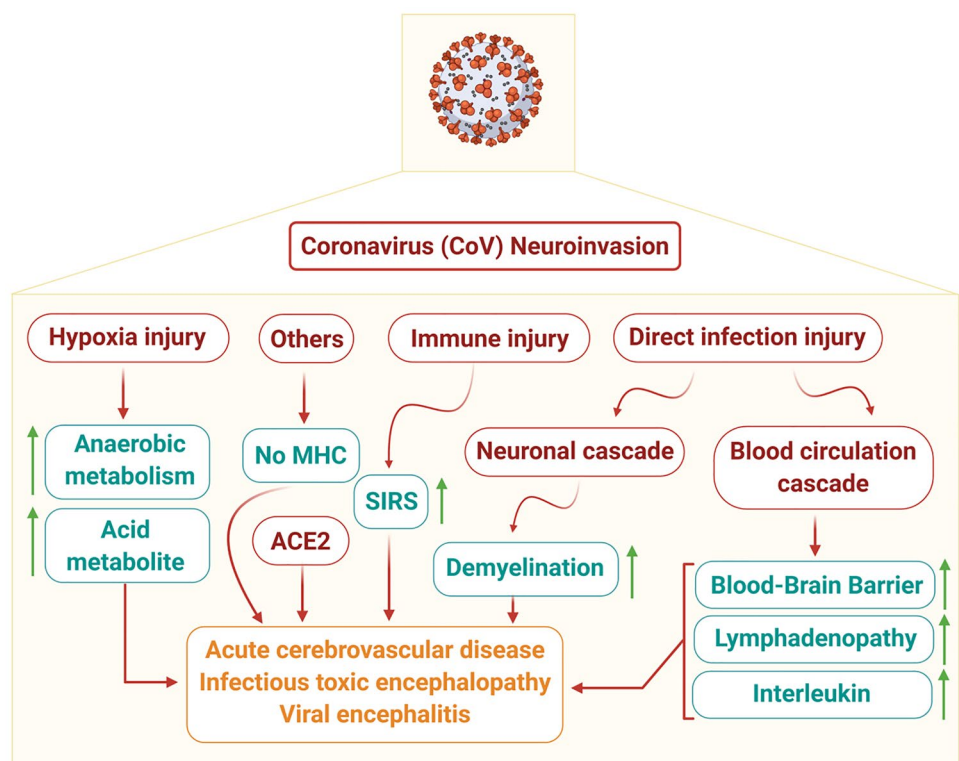 Coronavirus (CoV) Neuroinvasion
Hypoxia injury
Others
Immune injury
Direct infection injury
Anaerobic
metabolism
No MHC
Neuronal cascade
Blood circulation
cascade
SIRS
Acid
metabolite
ACE2
Demyelination
Blood-Brain Barrier
Lymphadenopathy
Interleukin
Acute cerebrovascular disease
Infectious toxic encephalopathy
Viral encephalitis